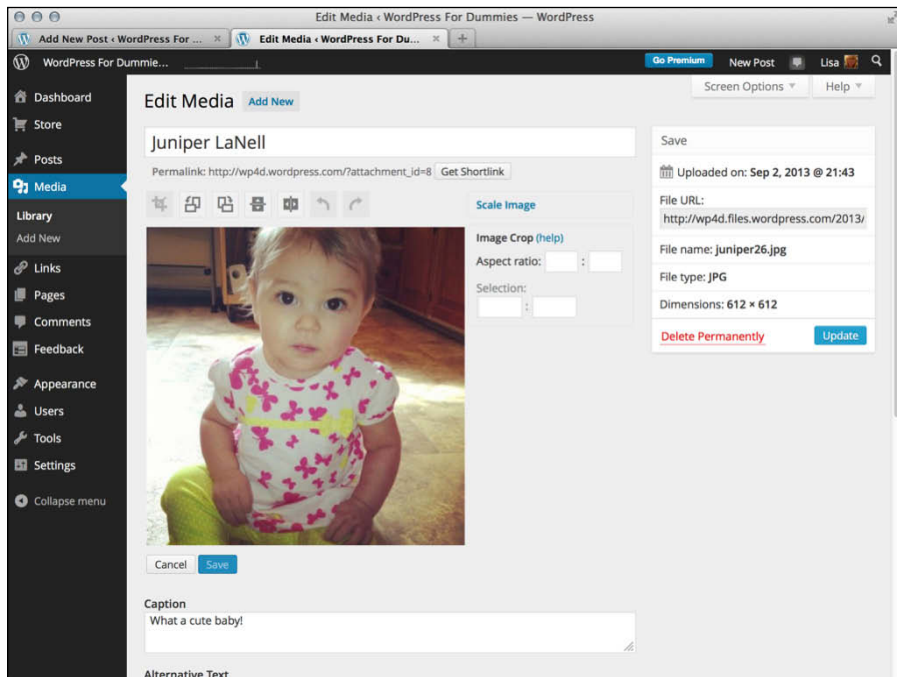 Edit Media ‹ WordPress For Dummies — WordPress
Add New Post ‹ WordPress For ...
Edit Media ‹ WordPress For Du...
WordPress For Dummie...
Go Premium
New Post
Lisa
Screen Options
Help
Dashboard
Store
Posts
Media
Library
Add New
Links
Pages
Comments
Feedback
Appearance
Users
Tools
Settings
Collapse menu
Edit Media Add New
Juniper LaNell
Permalink: http://wp4d.wordpress.com/?attachment_id=8 Get Shortlink
Scale Image
Image Crop (help)
Aspect ratio: :
Selection:
:
Cancel Save
Caption
What a cute baby!
Alternative Text
Save
Uploaded on: Sep 2, 2013 @ 21:43
File URL:
http://wp4d.files.wordpress.com/2013/
File name: juniper26.jpg
File type: JPG
Dimensions: 612 × 612
Delete Permanently Update